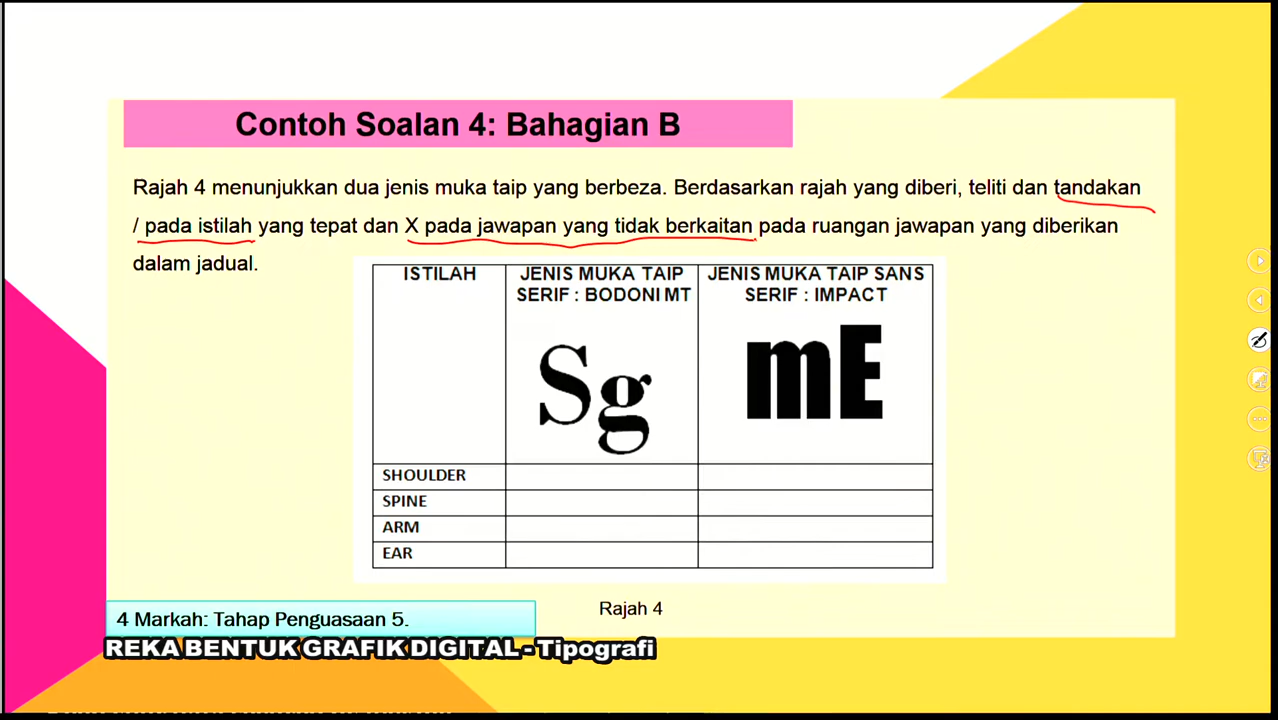 Contoh Soalan 4: Bahagian B
Rajah 4 menunjukkan dua jenis muka taip yang berbeza. Berdasarkan rajah yang diberi, teliti dan tandakan
/ pada istilah yang tepat dan X pada jawapan yang tidak berkaitan pada ruangan jawapan yang diberikan
dalam jadual.
ISTILAH
JENIS MUKA TAIP
SERIF : BODONI MT
JENIS MUKA TAIP SANS
SERIF : IMPACT
Sg
mE
SHOULDER
SPINE
ARM
EAR
Rajah 4
4 Markah: Tahap Penguasaan 5.
REKA BENTUK GRAFIK DIGITAL - Tipografi